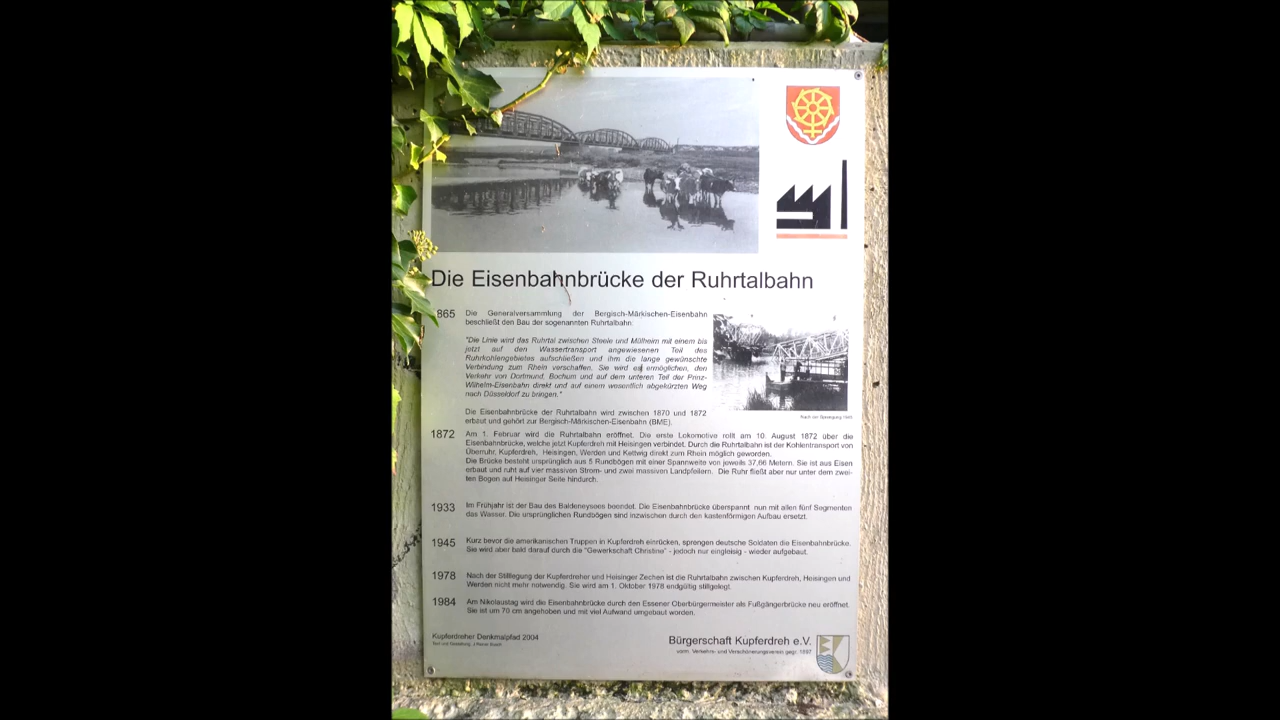 Die Eisenbahnbrücke der Ruhrtalbahn
865 Die Generalversammlung der Bergisch-Märkischen-Eisenbahn
beschließt den Bau der sogenannten Ruhrtalbahn:
"Die Linie wird das Ruhrtal zwischen Steele und Mülheim mit einem bis
jetzt auf den Wassertransport angewiesenen Teil des
Ruhrkohlengebietes aufschließen und ihm die lange gewünschte
Verbindung zum Rhein verschaffen. Sie wird es ermöglichen, den
Verkehr von Dortmund, Bochum und auf dem unteren Teil der Prinz-
Wilhelm-Eisenbahn direkt und auf einem wesentlich abgekürzten Weg
nach Düsseldorf zu bringen."
Nach der Sprengung 1945
Die Eisenbahnbrücke der Ruhrtalbahn wird zwischen 1870 und 1872
erbaut und gehört zur Bergisch-Märkischen-Eisenbahn (BME).
1872 Am 1. Februar wird die Ruhrtalbahn eröffnet. Die erste Lokomotive rollt am 10. August 1872 über die
Eisenbahnbrücke, welche jetzt Kupferdreh mit Heisingen verbindet. Durch die Ruhrtalbahn ist der Kohlentransport von
Überruhr, Kupferdreh, Heisingen, Werden und Kettwig direkt zum Rhein möglich geworden.
Die Brücke besteht ursprünglich aus 5 Rundbögen mit einer Spannweite von jeweils 37,66 Metern. Sie ist aus Eisen
erbaut und ruht auf vier massiven Strom- und zwei massiven Landpfeilern. Die Ruhr fließt aber nur unter dem zwei-
ten Bogen auf Heisinger Seite hindurch.
1933 Im Frühjahr ist der Bau des Baldeneysees beendet. Die Eisenbahnbrücke überspannt nun mit allen fünf Segmenten
das Wasser. Die ursprünglichen Rundbögen sind inzwischen durch den kastenförmigen Aufbau ersetzt.
1945 Kurz bevor die amerikanischen Truppen in Kupferdreh einrücken, sprengen deutsche Soldaten die Eisenbahnbrücke.
Sie wird aber bald darauf durch die "Gewerkschaft Christine" - jedoch nur eingleisig - wieder aufgebaut.
1978 Nach der Stilllegung der Kupferdreher und Heisinger Zechen ist die Ruhrtalbahn zwischen Kupferdreh, Heisingen und
Werden nicht mehr notwendig. Sie wird am 1. Oktober 1978 endgültig stillgelegt.
1984 Am Nikolaustag wird die Eisenbahnbrücke durch den Essener Oberbürgermeister als Fußgängerbrücke neu eröffnet.
Sie ist um 70 cm angehoben und mit viel Aufwand umgebaut worden.
Kupferdreher Denkmalpfad 2004
Text und Gestaltung: J. Rainer Busch
Bürgerschaft Kupferdreh e.V.
vorm. Verkehrs- und Verschönerungsverein gegr. 1897